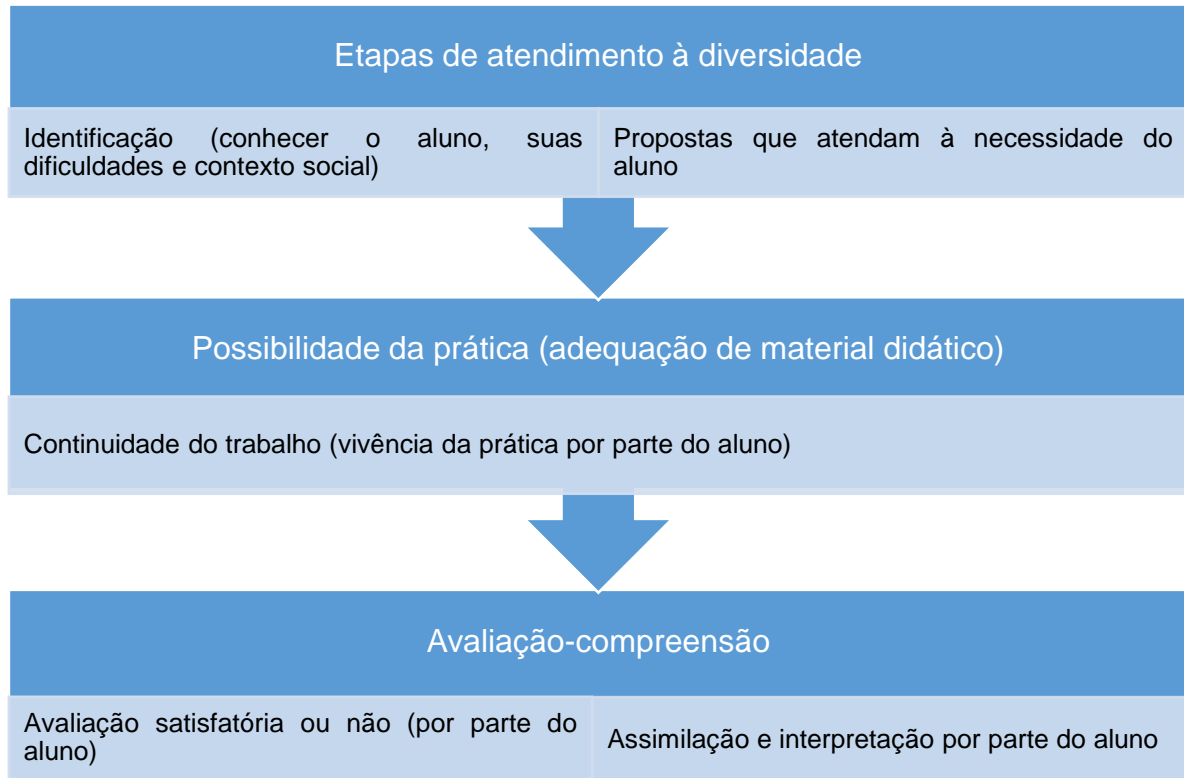 Etapas de atendimento à diversidade
Identificação (conhecer o aluno, suas
dificuldades e contexto social)
Propostas que atendam à necessidade do
aluno
Possibilidade da prática (adequação de material didático)
Continuidade do trabalho (vivência da prática por parte do aluno)
Avaliação-compreensão
Avaliação satisfatória ou não (por parte do
aluno)
Assimilação e interpretação por parte do aluno